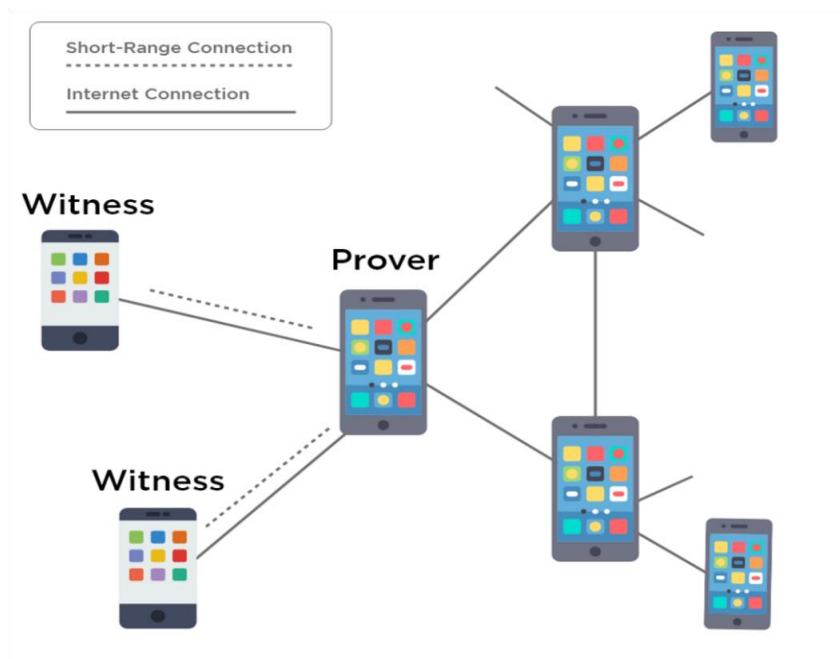 Short-Range Connection
Internet Connection
Witness
Prover
Witness